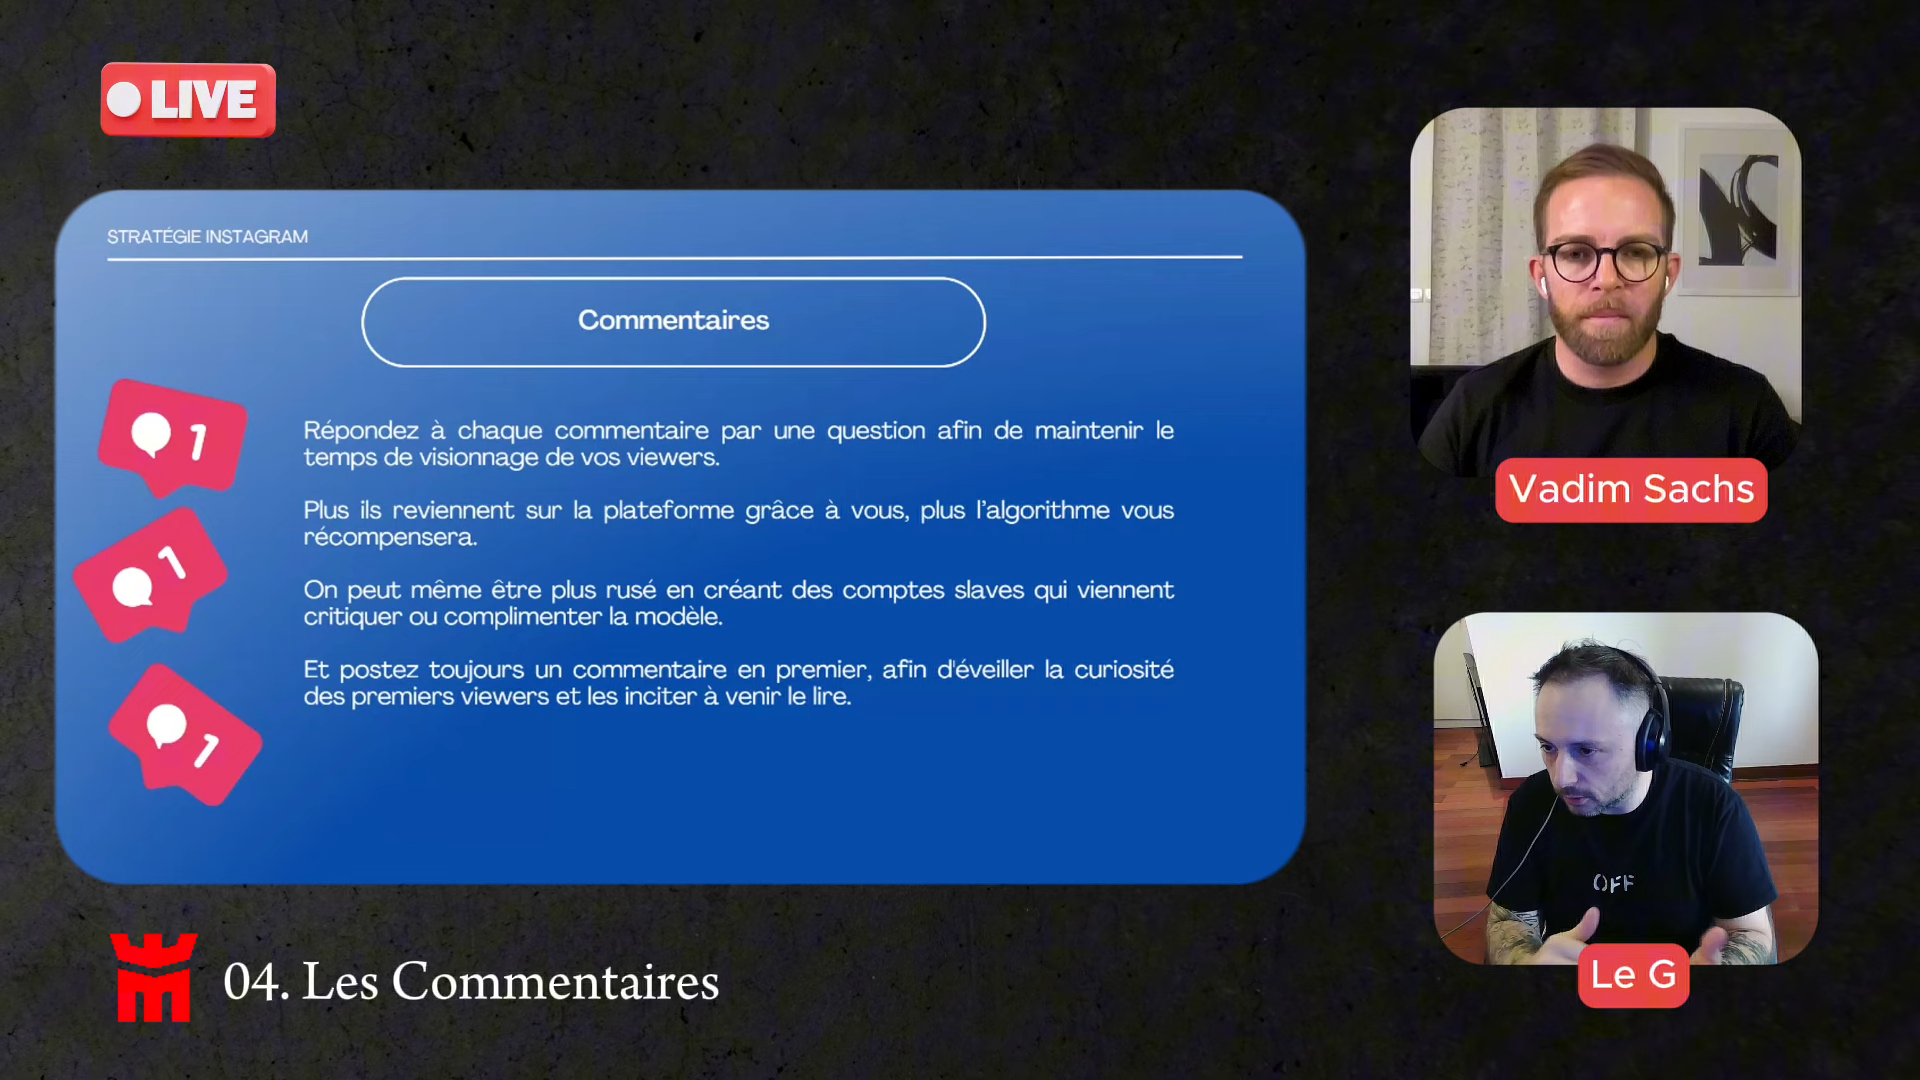 LIVE
STRATÉGIE INSTAGRAM
Commentaires
1
1
1
Répondez à chaque commentaire par une question afin de maintenir le
temps de visionnage de vos viewers.
Plus ils reviennent sur la plateforme grâce à vous, plus l'algorithme vous
récompensera.
On peut même être plus rusé en créant des comptes slaves qui viennent
critiquer ou complimenter la modèle.
Et postez toujours un commentaire en premier, afin d'éveiller la curiosité
des premiers viewers et les inciter à venir le lire.
Vadim Sachs
OFF
Le G
04. Les Commentaires